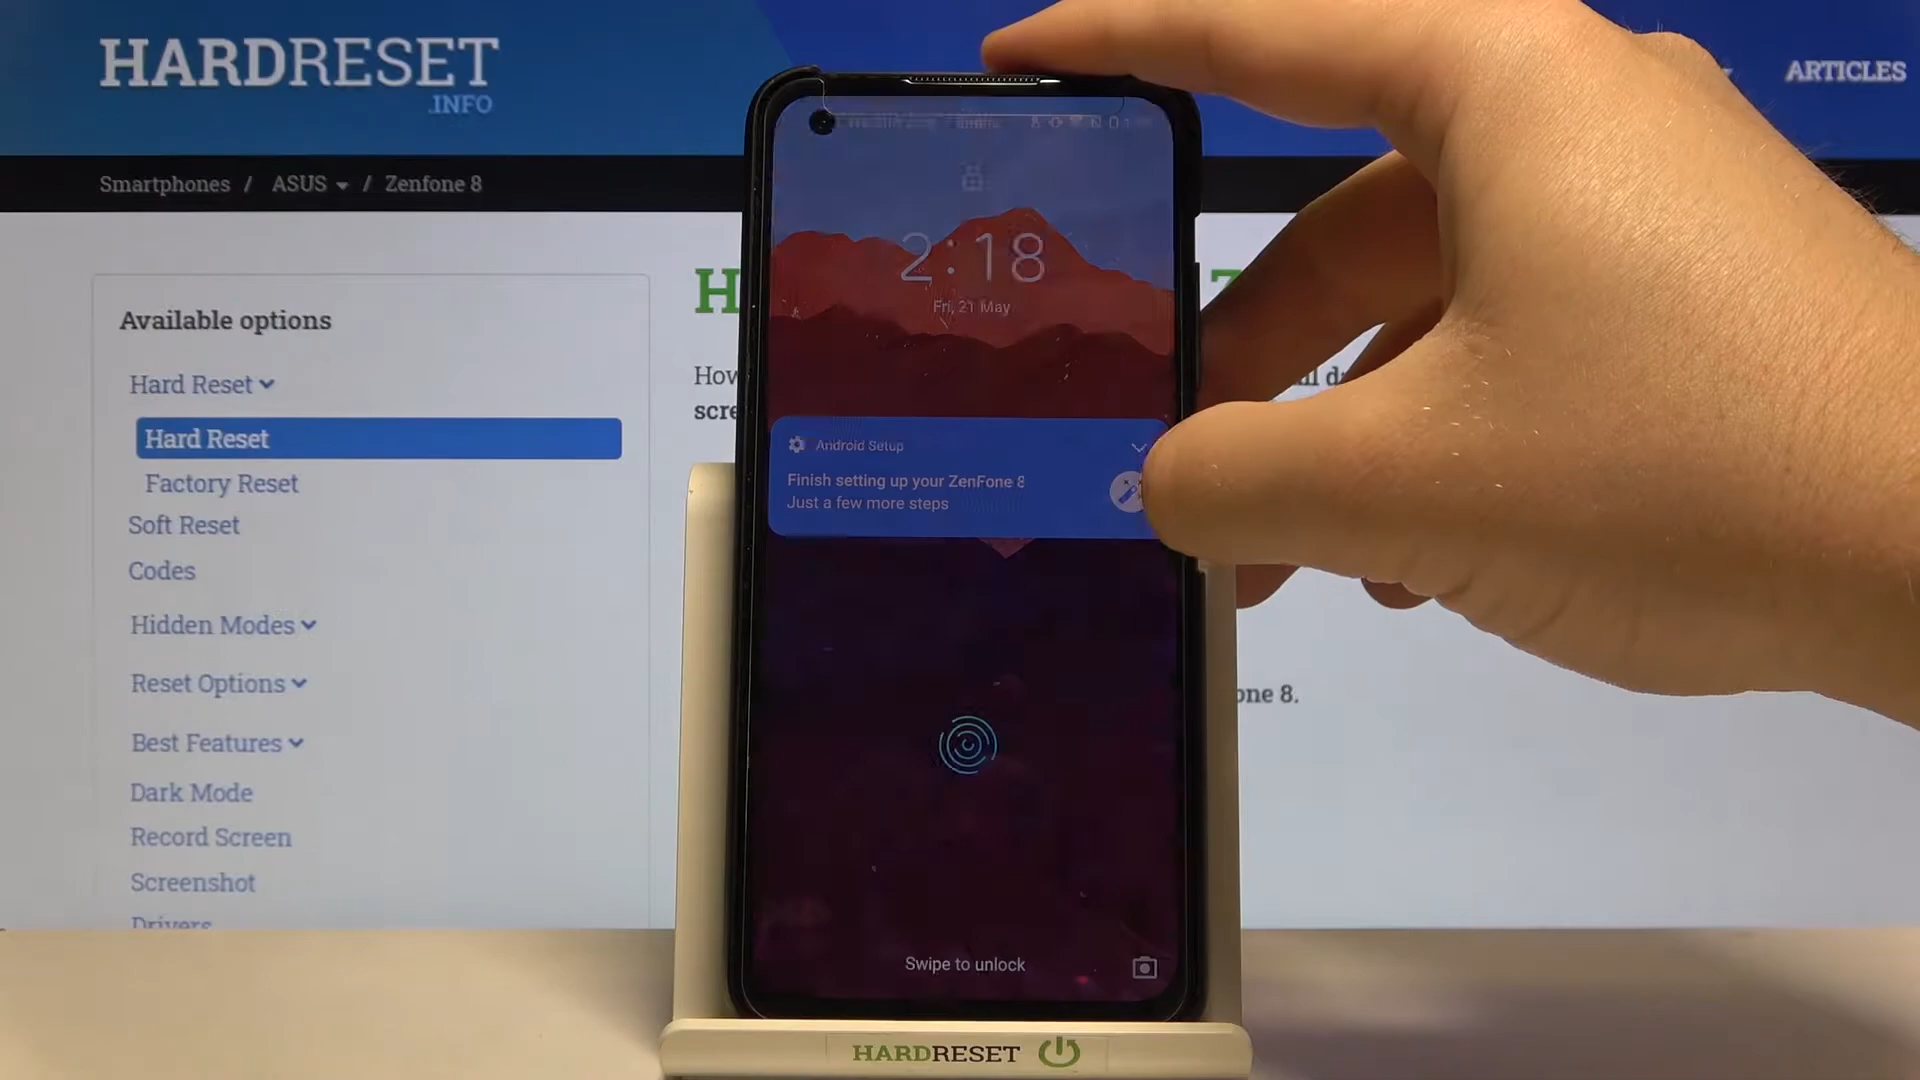 HARDRESET
.INFO
ARTICLES
Smartphones / ASUS / Zenfone 8
Available options
Hard Reset
Hard Reset
Factory Reset
Soft Reset
Codes
Hidden Modes
Reset Options
Best Features
Dark Mode
Record Screen
Screenshot
Drivers
H
How
scre
2:18
Fri, 21 May
Android Setup
Finish setting up your ZenFone 8
Just a few more steps
Swipe to unlock
one 8.
HARDRESET